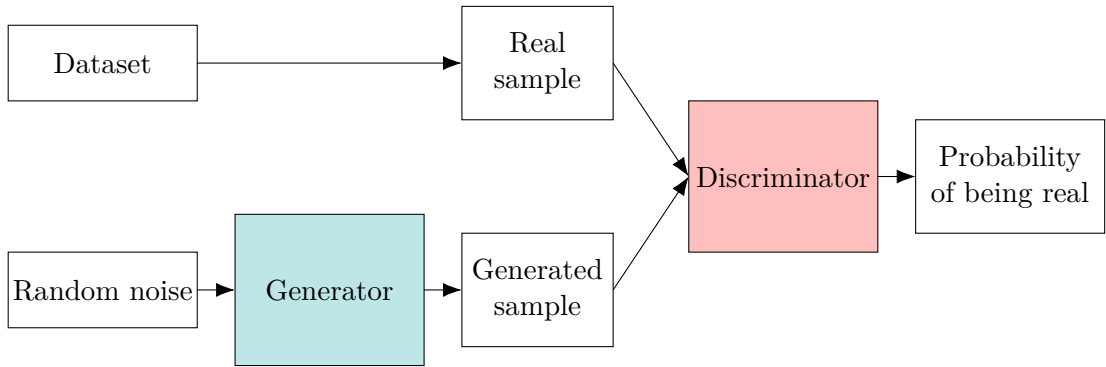 Dataset
Real
sample
Discriminator
Probability
of being real
Random noise
Generator
Generated
sample